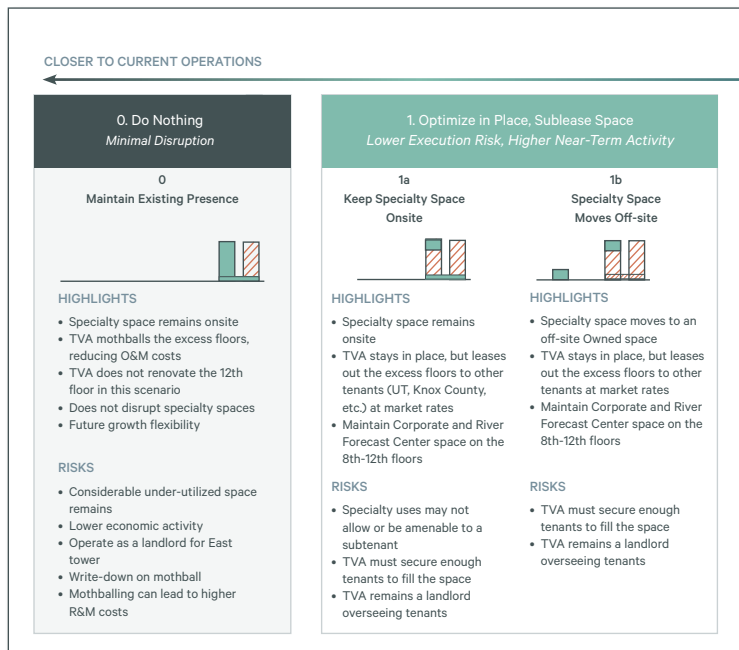 CLOSER TO CURRENT OPERATIONS
0. Do Nothing
Minimal Disruption
0
Maintain Existing Presence
HIGHLIGHTS
• Specialty space remains onsite
• TVA mothballs the excess floors,
reducing O&M costs
• TVA does not renovate the 12th
floor in this scenario
• Does not disrupt specialty spaces
• Future growth flexibility
RISKS
• Considerable under-utilized space
remains
• Lower economic activity
• Operate as a landlord for East
tower
• Write-down on mothball
• Mothballing can lead to higher
R&M costs
1. Optimize in Place, Sublease Space
Lower Execution Risk, Higher Near-Term Activity
1a
Keep Specialty Space
Onsite
HIGHLIGHTS
• Specialty space remains
onsite
• TVA stays in place, but leases
out the excess floors to other
tenants (UT, Knox County,
etc.) at market rates
• Maintain Corporate and River
Forecast Center space on the
8th-12th floors
RISKS
• Specialty uses may not
allow or be amenable to a
subtenant
• TVA must secure enough
tenants to fill the space
• TVA remains a landlord
overseeing tenants
1b
Specialty Space
Moves Off-site
HIGHLIGHTS
• Specialty space moves to an
off-site Owned space
• TVA stays in place, but leases
out the excess floors to other
tenants at market rates
• Maintain Corporate and River
Forecast Center space on the
8th-12th floors
RISKS
• TVA must secure enough
tenants to fill the space
• TVA remains a landlord
overseeing tenants